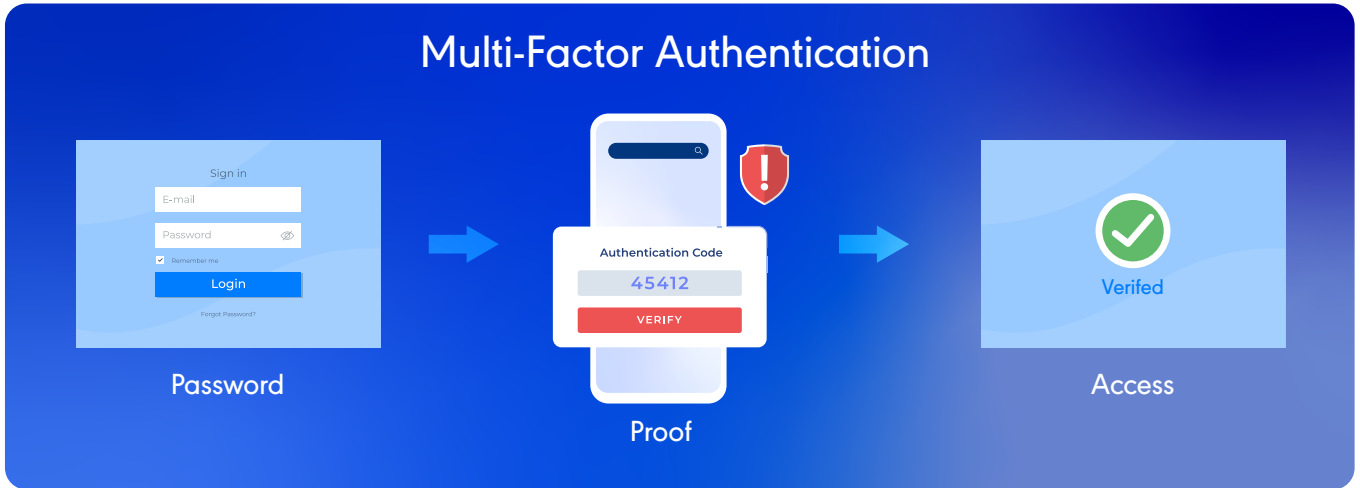 Multi-Factor Authentication
Sign in
E-mail
Password
Remember me
Login
Forgot Password?
Password
Authentication Code
45412
VERIFY
Proof
Verifed
Access